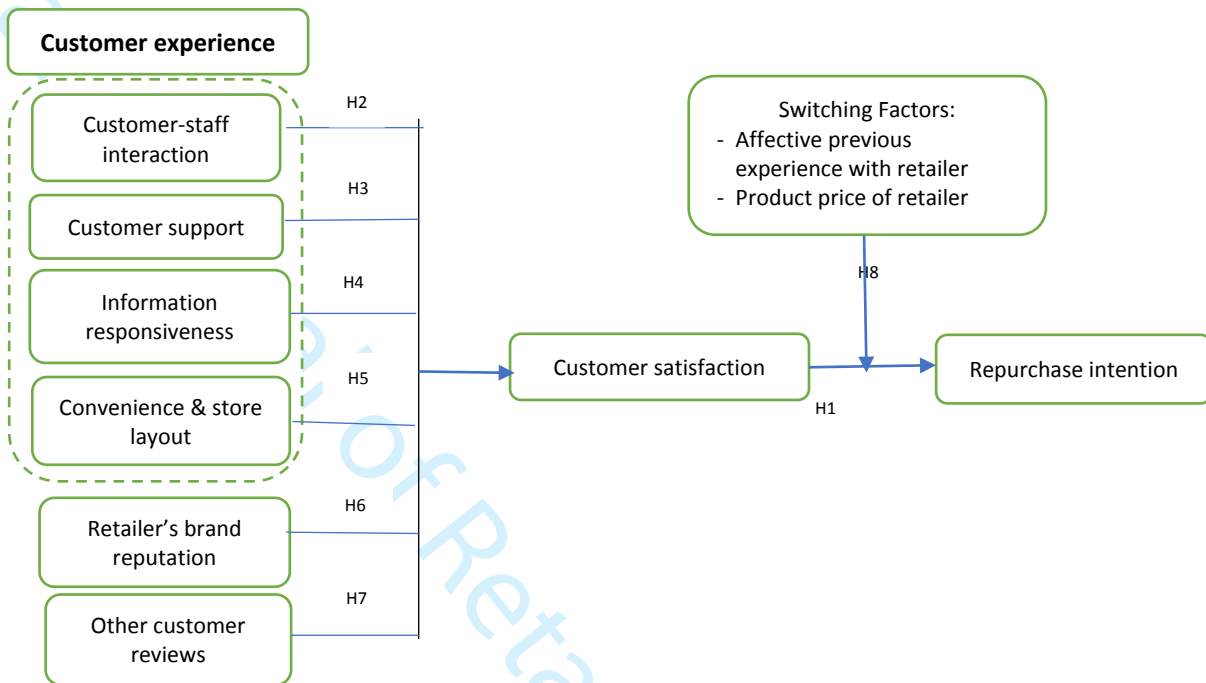 Customer experience
H2
Customer-staff
interaction
H3
Customer support
H4
Information
responsiveness
H5
Convenience & store
layout
H6
Retailer’s brand
reputation
H7
Other customer
reviews
Switching Factors:
- Affective previous
experience with retailer
- Product price of retailer
H8
Customer satisfaction
H1
Repurchase intention
of Reta